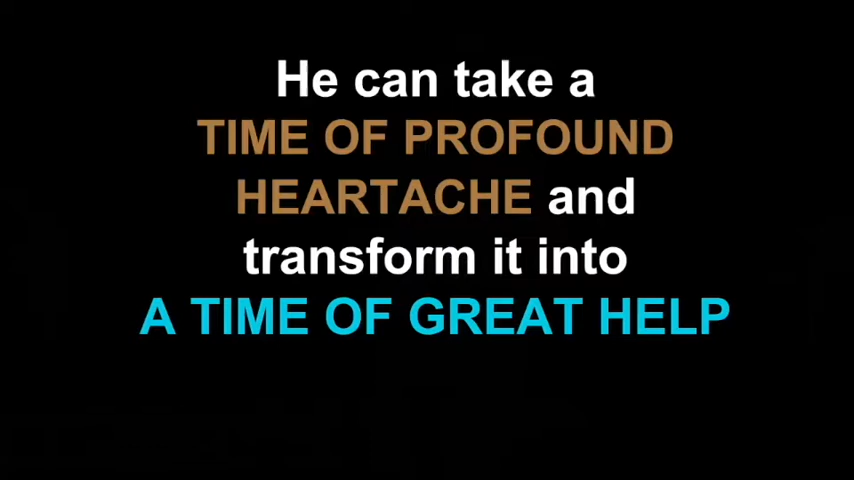 He can take a
TIME OF PROFOUND
HEARTACHE and
transform it into
A TIME OF GREAT HELP